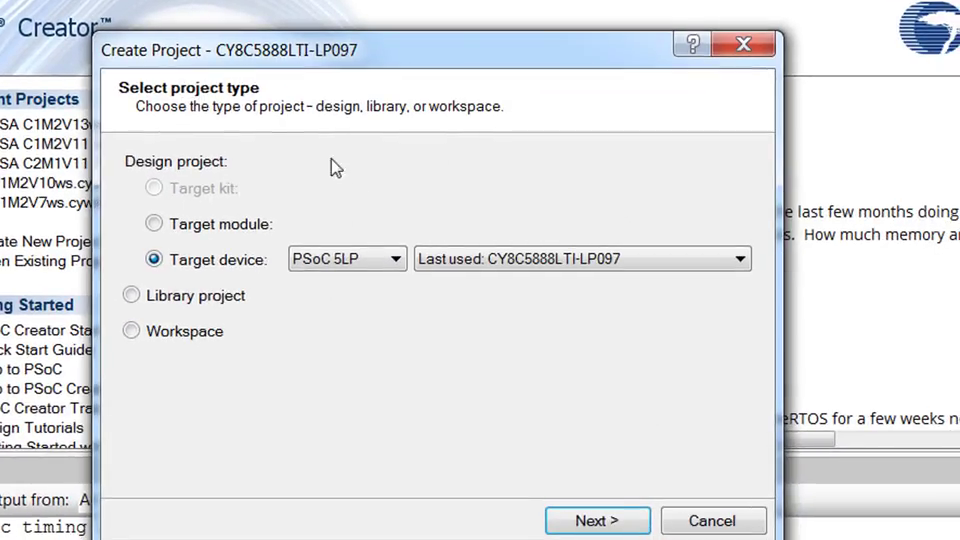 Creator™
Create Project - CY8C5888LTI-LP097
Select project type
Choose the type of project - design, library, or workspace.
nt Projects
SA C1M2V13w
SA C1M2V11
SA C2M1V11
1M2V10ws.cyw
1M2V7ws.cyw
ate New Proje
en Existing Pro
ng Started
C Creator Sta
ck Start Guide
o to PSoC
o to PSoC Cre
C Creator Tra
ign Tutorials
Design project:
Target kit:
Target module:
Target device:
PSoC 5LP
Last used: CY8C5888LTI-LP097
Library project
Workspace
e last few months doing
s. How much memory a
eRTOS for a few weeks n
tput from:
c timing
Next >
Cancel